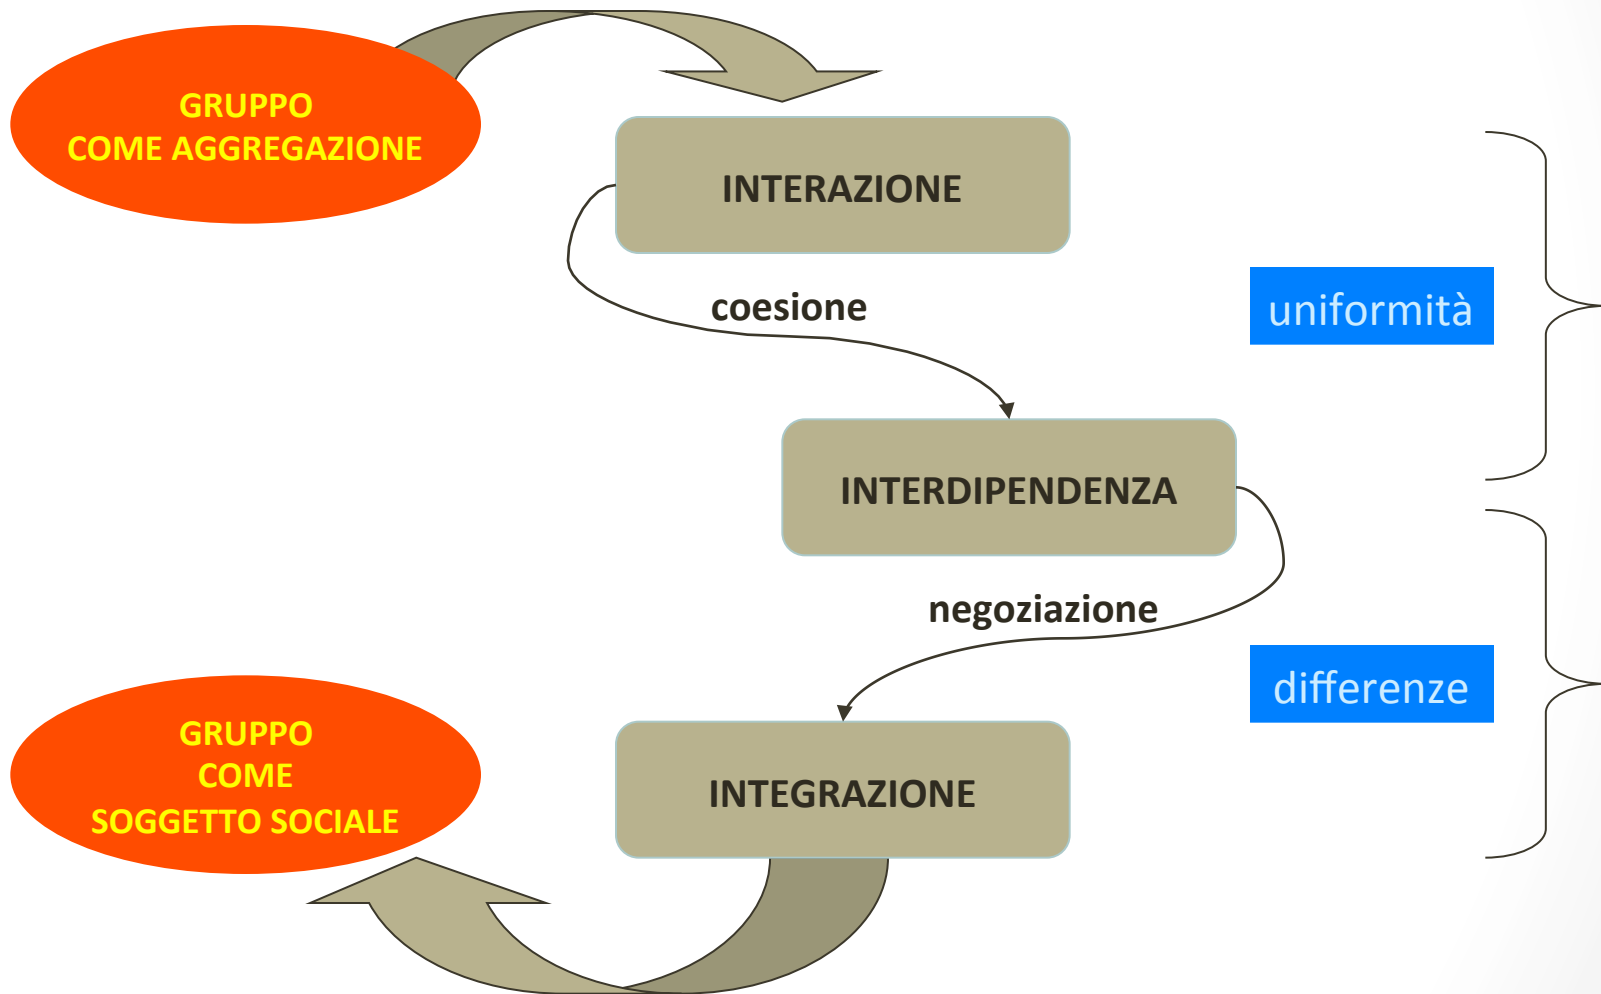 GRUPPO
COME AGGREGAZIONE
INTERAZIONE
coesione
uniformità
INTERDIPENDENZA
negoziazione
differenze
GRUPPO
COME
SOGGETTO SOCIALE
INTEGRAZIONE